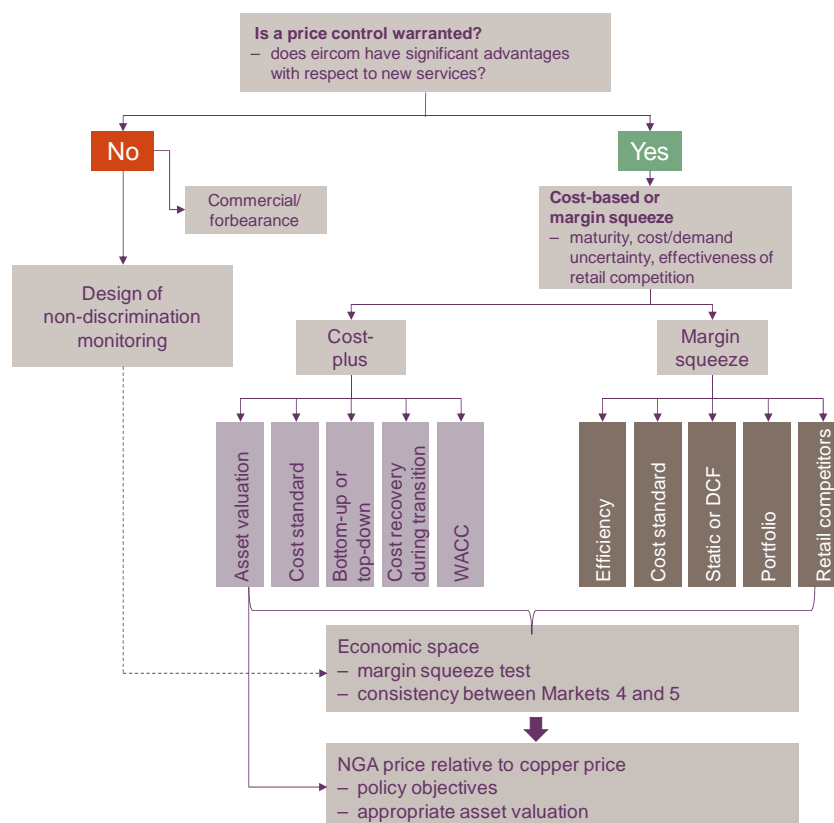 Is a price control warranted?
– does eircom have significant advantages
with respect to new services?
No
Yes
Commercial/
forbearance
Cost-based or
margin squeeze
– maturity, cost/demand
uncertainty, effectiveness of
retail competition
Design of
non-discrimination
monitoring
Cost-
plus
Margin
squeeze
Asset valuation
Cost standard
Bottom-up or
top-down
Cost recovery
during transition
WACC
Efficiency
Cost standard
Static or DCF
Portfolio
Retail competitors
Economic space
– margin squeeze test
– consistency between Markets 4 and 5
NGA price relative to copper price
– policy objectives
– appropriate asset valuation